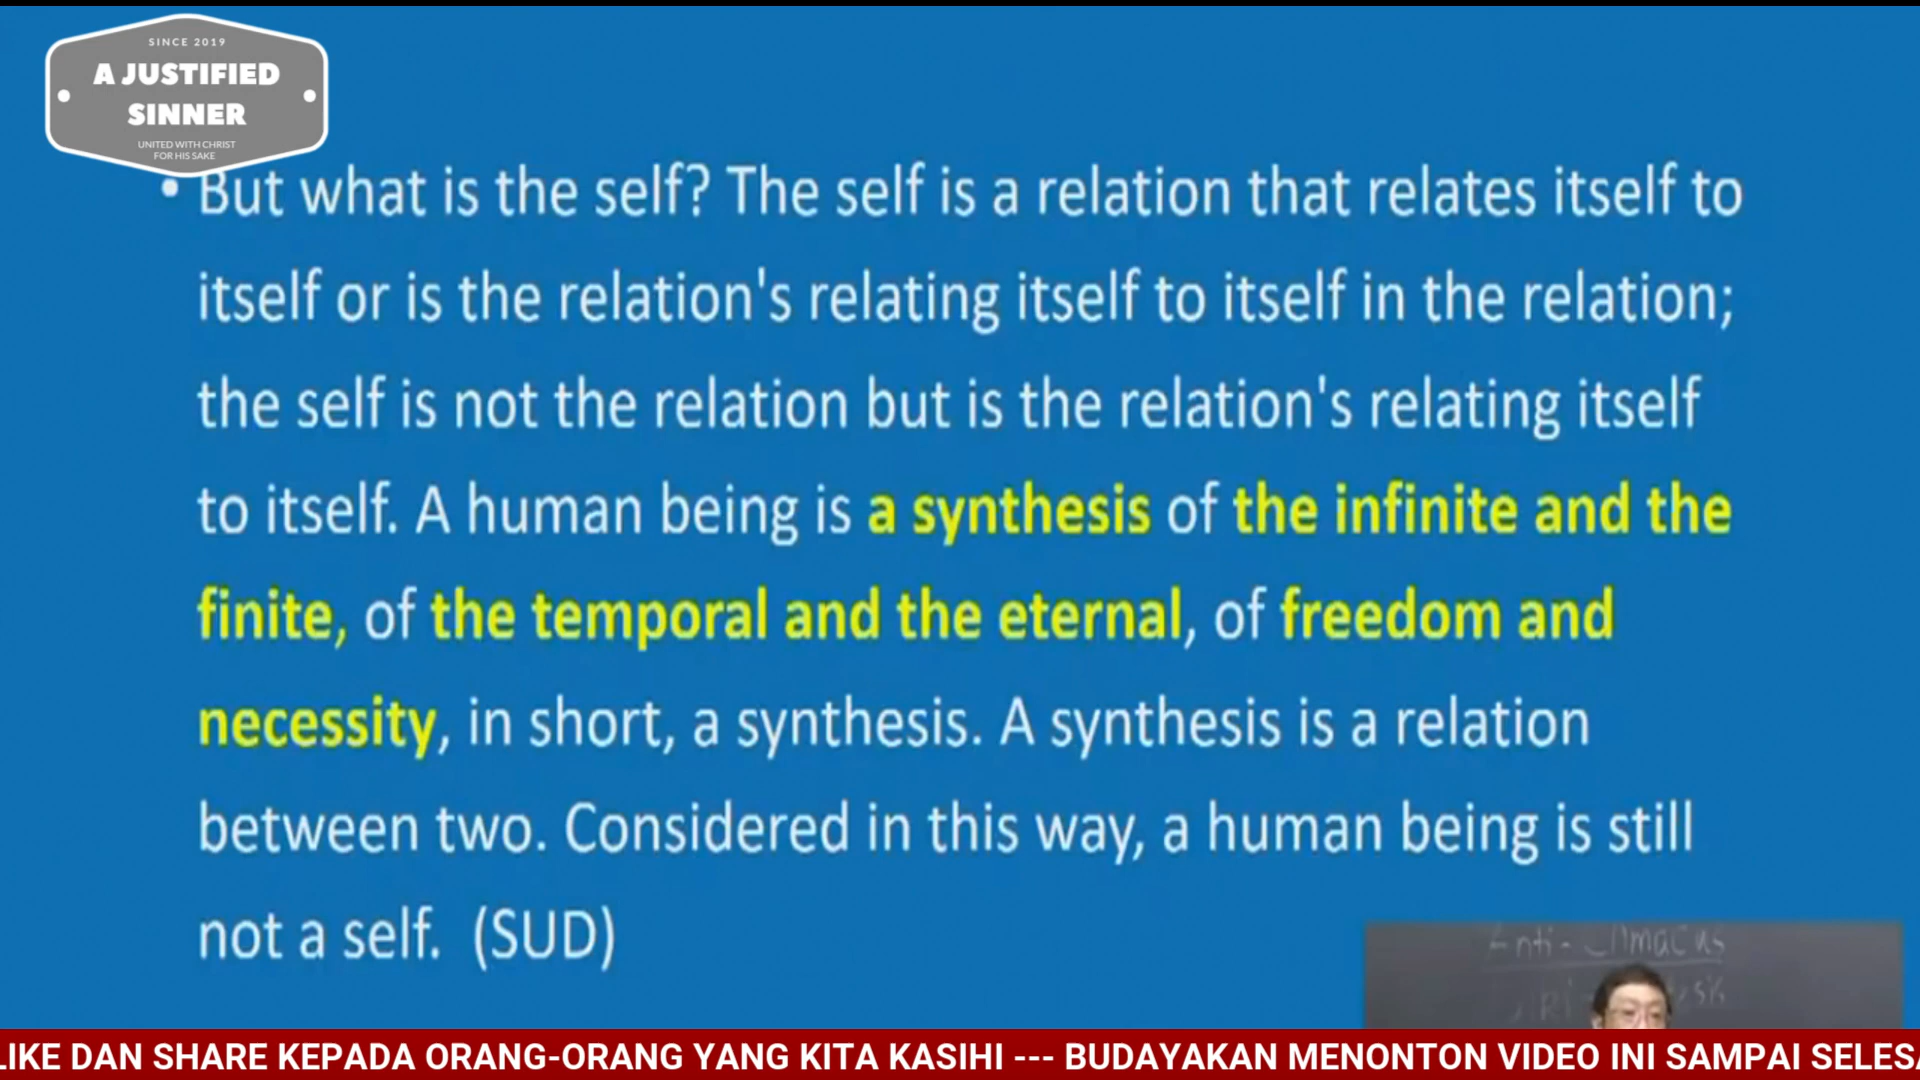 SINCE 2019
A JUSTIFIED
SINNER
UNITED WITH CHRIST
FOR HIS SAKE
• But what is the self? The self is a relation that relates itself to
itself or is the relation's relating itself to itself in the relation;
the self is not the relation but is the relation's relating itself
to itself. A human being is a synthesis of the infinite and the
finite, of the temporal and the eternal, of freedom and
necessity, in short, a synthesis. A synthesis is a relation
between two. Considered in this way, a human being is still
not a self. (SUD)
Anti-Climacus
LIKE DAN SHARE KEPADA ORANG-ORANG YANG KITA KASIHI --- BUDAYAKAN MENONTON VIDEO INI SAMPAI SELESA